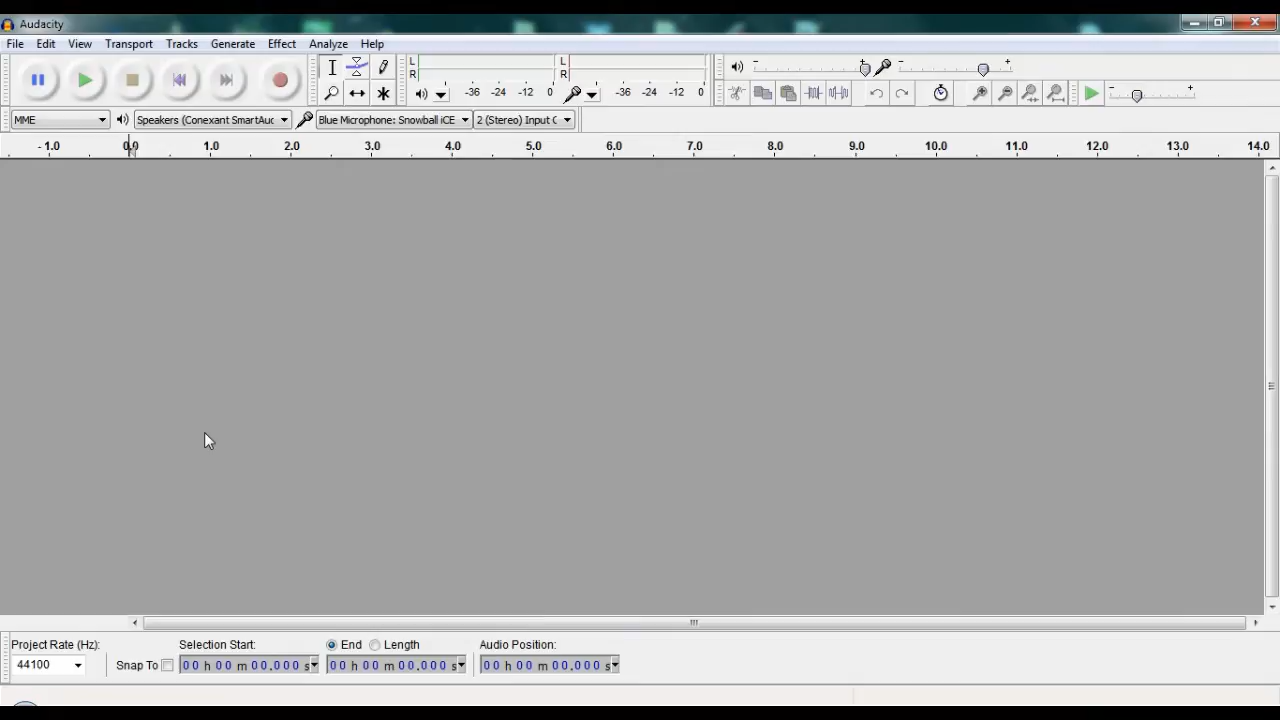 Audacity
File Edit View Transport Tracks Generate Effect Analyze Help
L L
R R
-36 -24 -12 0 -36 -24 -12 0
MME Speakers (Conexant SmartAud Blue Microphone: Snowball iCE 2 (Stereo) Input C
-1.0 0.0 1.0 2.0 3.0 4.0 5.0 6.0 7.0 8.0 9.0 10.0 11.0 12.0 13.0 14.0
Project Rate (Hz): Selection Start: End Length Audio Position:
44100 Snap To 00 h 00 m 00.000 s 00 h 00 m 00.000 s 00 h 00 m 00.000 s